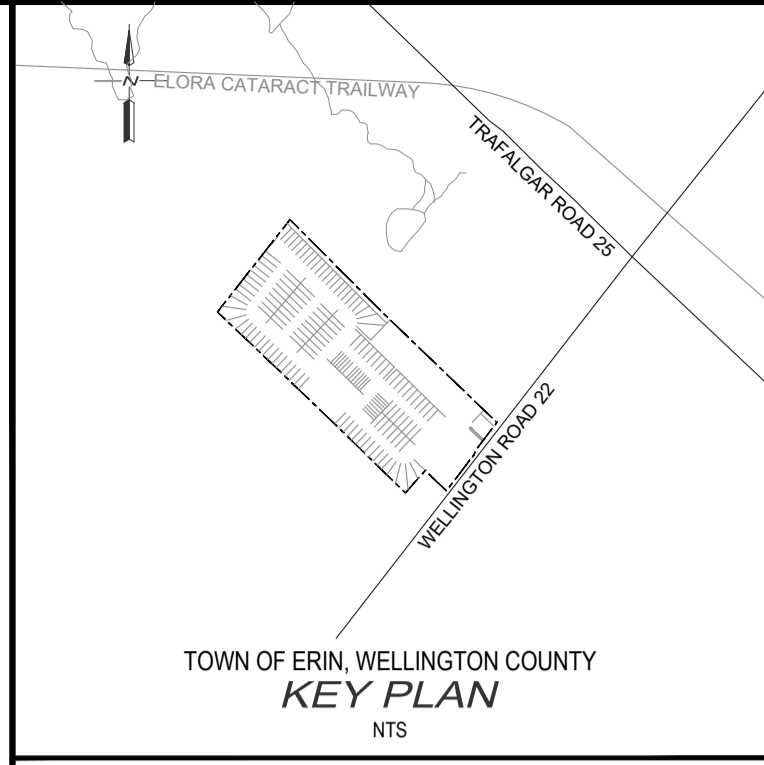 N
ELORA CATARACT TRAILWAY
TRAFALGAR ROAD 25
WELLINGTON ROAD 22
TOWN OF ERIN, WELLINGTON COUNTY
KEY PLAN
NTS